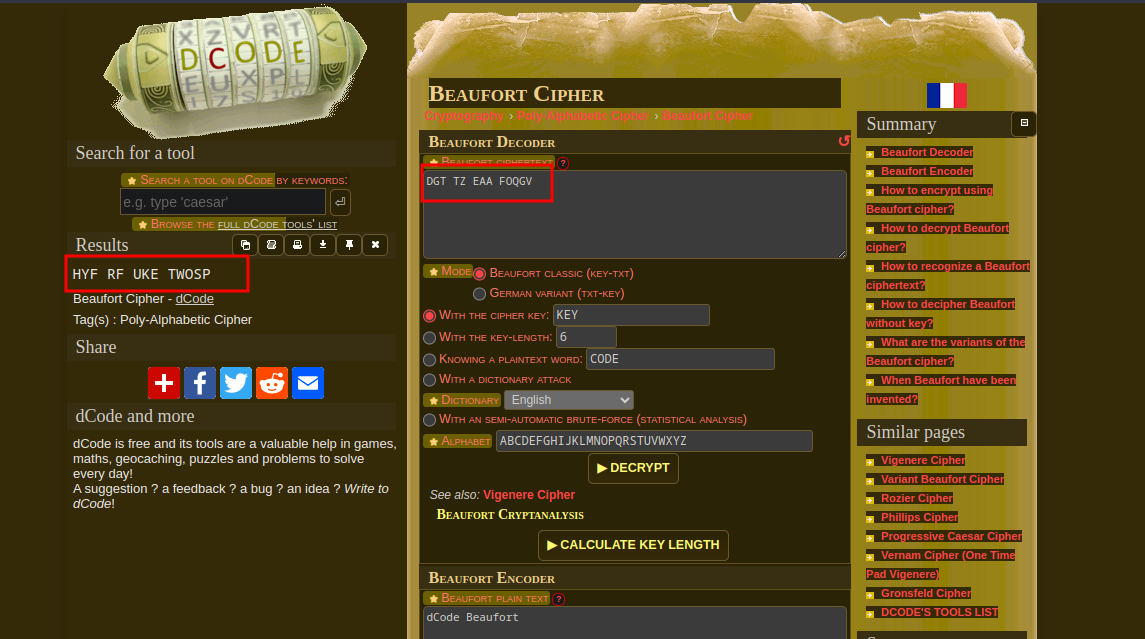 DCODE
Search for a tool
★ SEARCH A TOOL ON DCODE BY KEYWORDS:
e.g. type 'caesar'
★ BROWSE THE FULL DCODE TOOLS' LIST
Results
HYF RF UKE TWOSP
Beaufort Cipher - dCode
Tag(s) : Poly-Alphabetic Cipher
Share
dCode and more
dCode is free and its tools are a valuable help in games,
maths, geocaching, puzzles and problems to solve
every day!
A suggestion ? a feedback ? a bug ? an idea ? Write to
dCode!
BEAUFORT CIPHER
Cryptography › Poly-Alphabetic Cipher › Beaufort Cipher
BEAUFORT DECODER
★ BEAUFORT CIPHERTEXT ?
DGT TZ EAA FOQGV
★ MODE BEAUFORT CLASSIC (KEY-TXT)
GERMAN VARIANT (TXT-KEY)
WITH THE CIPHER KEY: KEY
WITH THE KEY-LENGTH: 6
KNOWING A PLAINTEXT WORD: CODE
WITH A DICTIONARY ATTACK
★ DICTIONARY English
WITH AN SEMI-AUTOMATIC BRUTE-FORCE (STATISTICAL ANALYSIS)
★ ALPHABET ABCDEFGHIJKLMNOPQRSTUVWXYZ
▶ DECRYPT
See also: Vigenere Cipher
BEAUFORT CRYPTANALYSIS
▶ CALCULATE KEY LENGTH
BEAUFORT ENCODER
★ BEAUFORT PLAIN TEXT ?
dCode Beaufort
Summary
Beaufort Decoder
Beaufort Encoder
How to encrypt using
Beaufort cipher?
How to decrypt Beaufort
cipher?
How to recognize a Beaufort
ciphertext?
How to decipher Beaufort
without key?
What are the variants of the
Beaufort cipher?
When Beaufort have been
invented?
Similar pages
Vigenere Cipher
Variant Beaufort Cipher
Rozier Cipher
Phillips Cipher
Progressive Caesar Cipher
Vernam Cipher (One Time
Pad Vigenere)
Gronsfeld Cipher
DCODE'S TOOLS LIST